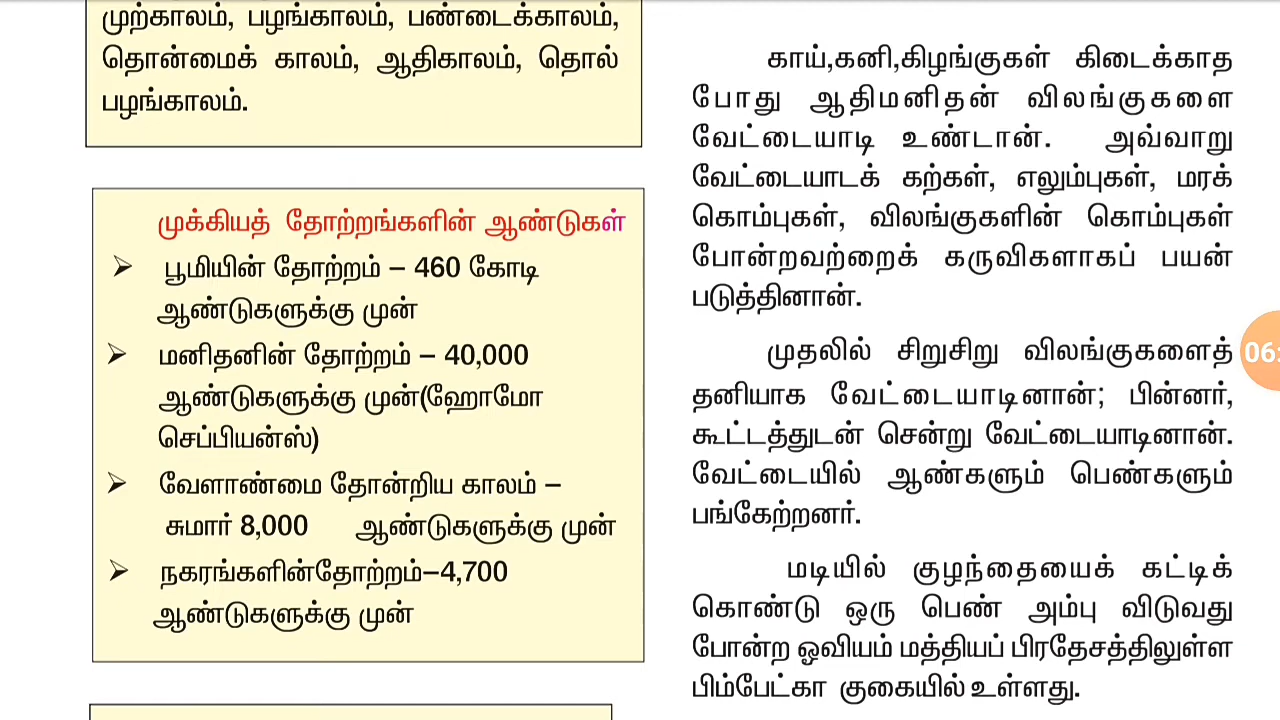 முற்காலம், பழங்காலம், பண்டைக்காலம்,
தொன்மைக் காலம், ஆதிகாலம், தொல்
பழங்காலம்.
முக்கியத் தோற்றங்களின் ஆண்டுகள்
➢ பூமியின் தோற்றம் – 460 கோடி
ஆண்டுகளுக்கு முன்
➢ மனிதனின் தோற்றம் – 40,000
ஆண்டுகளுக்கு முன்(ஹோமோ
செப்பியன்ஸ்)
➢ வேளாண்மை தோன்றிய காலம் –
சுமார் 8,000 ஆண்டுகளுக்கு முன்
➢ நகரங்களின்தோற்றம்–4,700
ஆண்டுகளுக்கு முன்
காய்,கனி,கிழங்குகள் கிடைக்காத
போது ஆதிமனிதன் விலங்குகளை
வேட்டையாடி உண்டான். அவ்வாறு
வேட்டையாடக் கற்கள், எலும்புகள், மரக்
கொம்புகள், விலங்குகளின் கொம்புகள்
போன்றவற்றைக் கருவிகளாகப் பயன்
படுத்தினான்.
முதலில் சிறுசிறு விலங்குகளைத்
தனியாக வேட்டையாடினான்; பின்னர்,
கூட்டத்துடன் சென்று வேட்டையாடினான்.
வேட்டையில் ஆண்களும் பெண்களும்
பங்கேற்றனர்.
மடியில் குழந்தையைக் கட்டிக்
கொண்டு ஒரு பெண் அம்பு விடுவது
போன்ற ஓவியம் மத்தியப் பிரதேசத்திலுள்ள
பிம்பேட்கா குகையில் உள்ளது.
06: